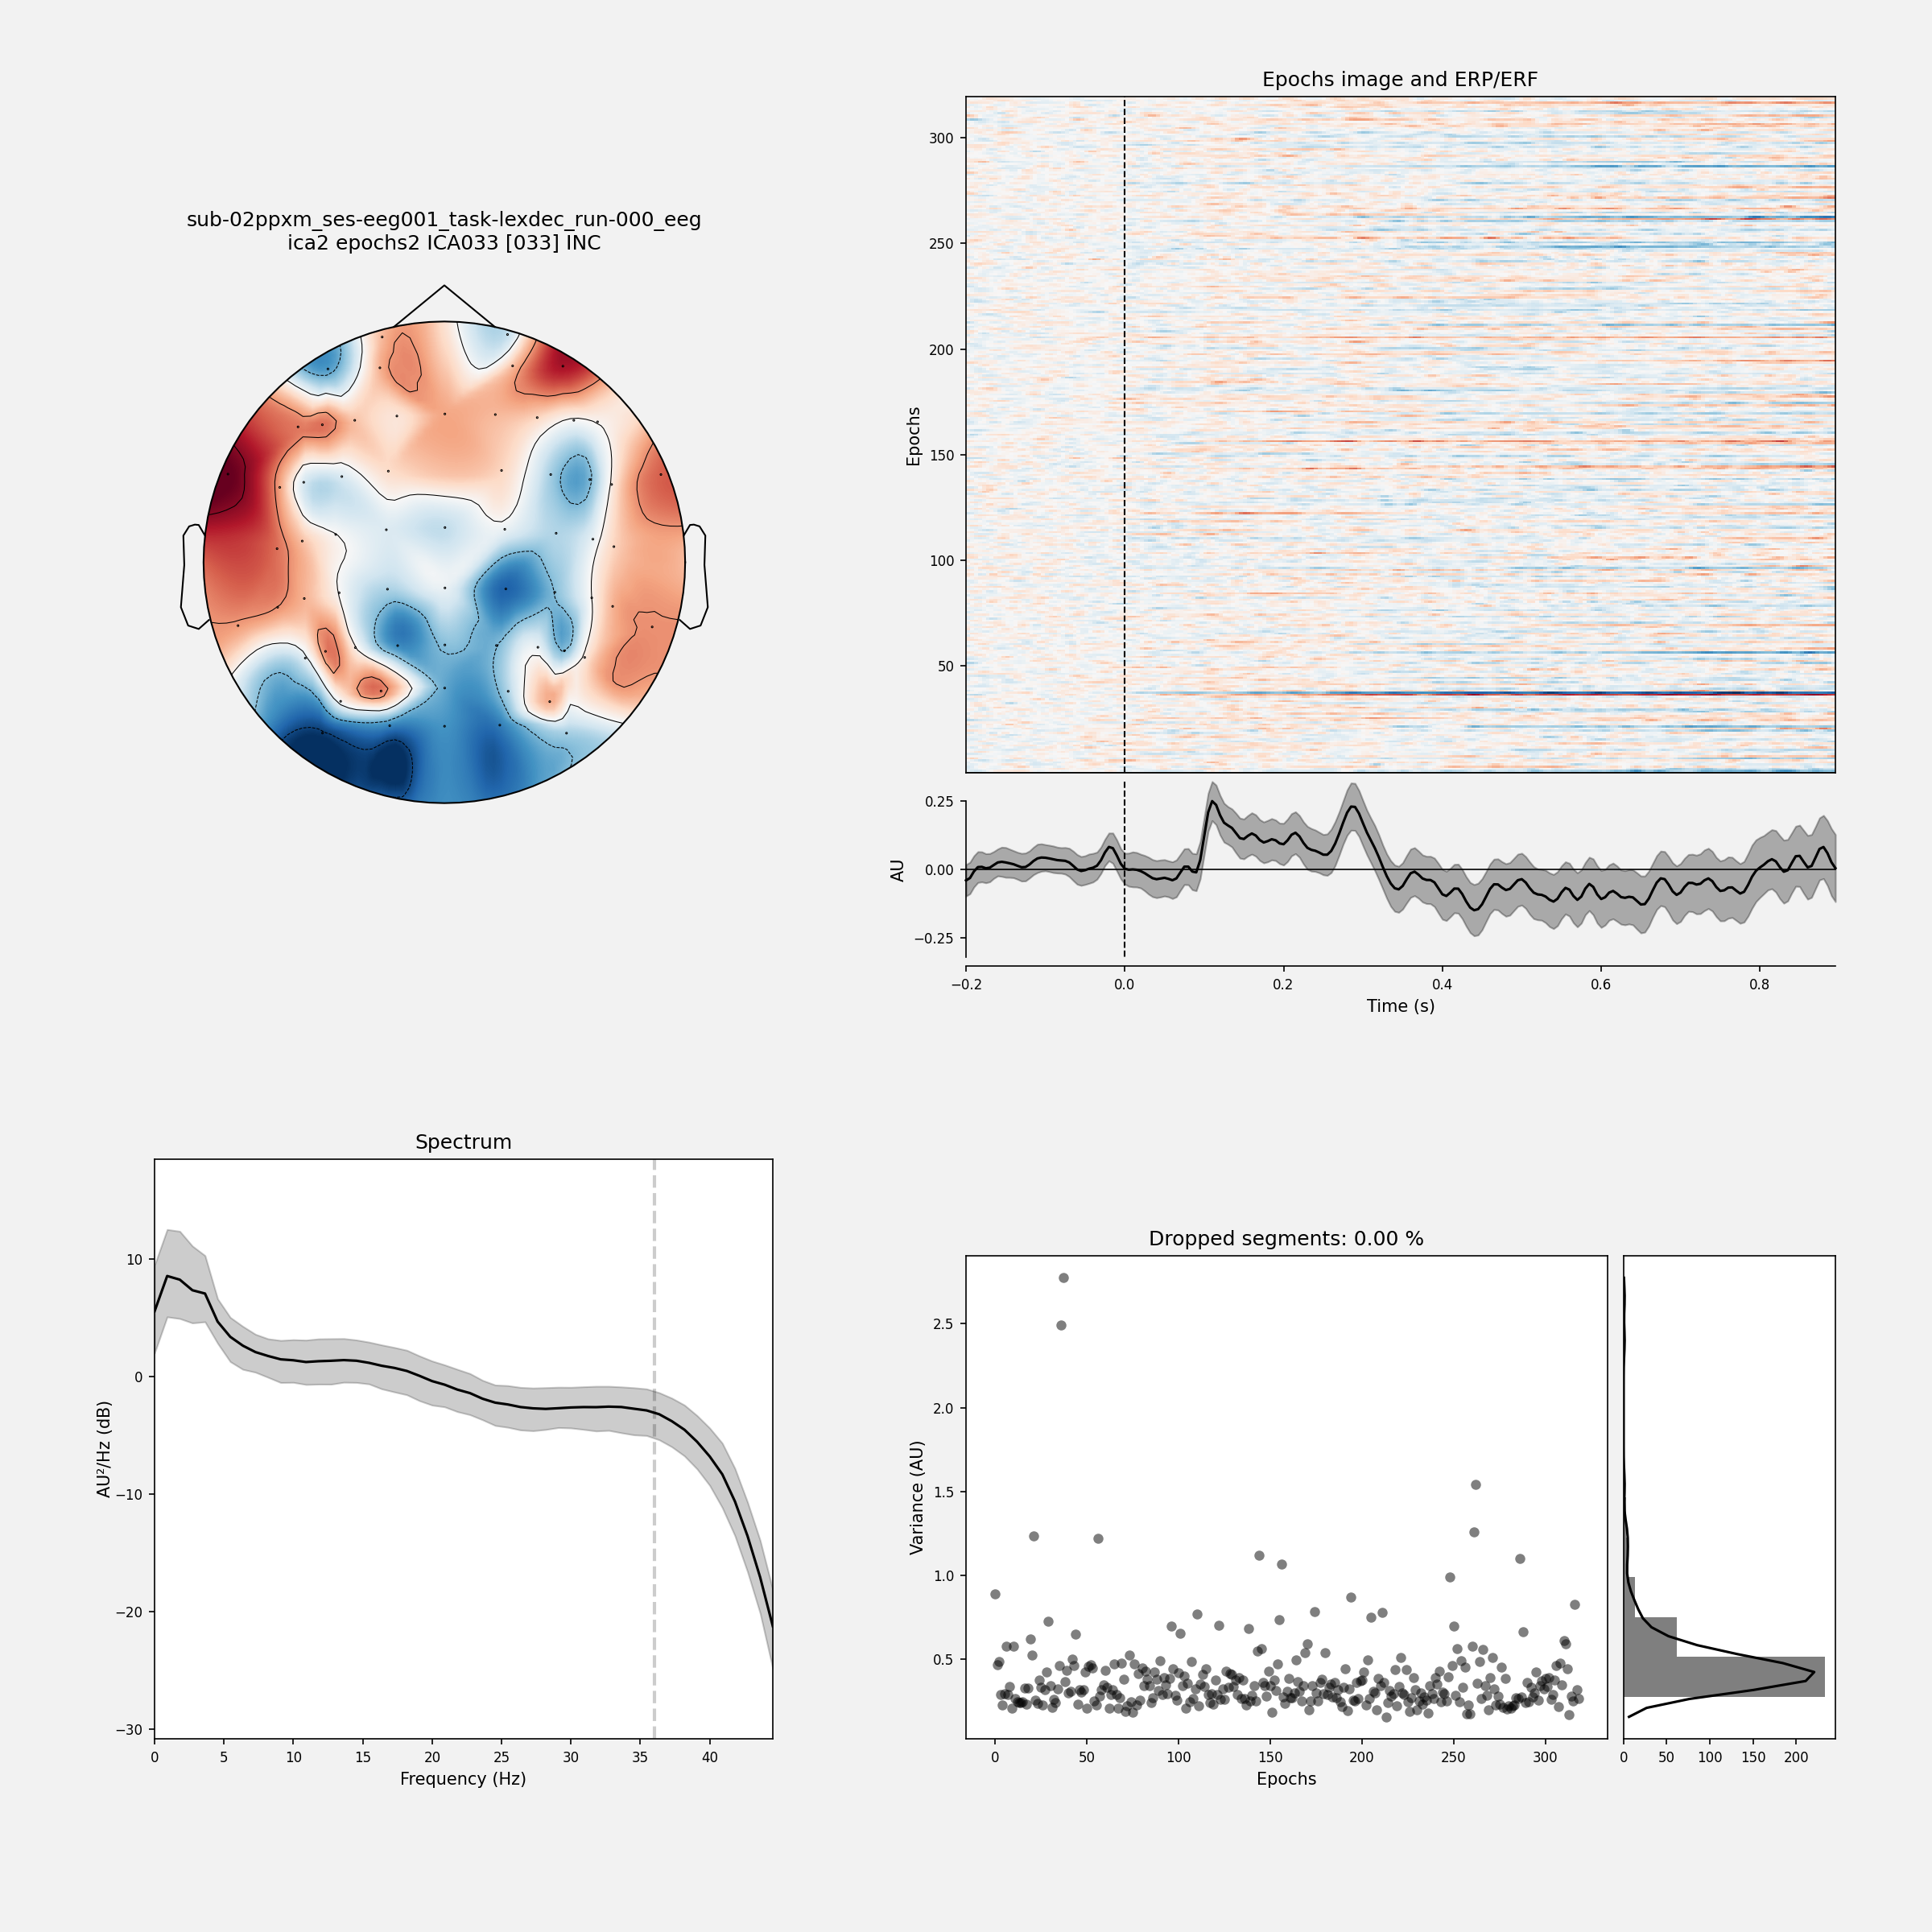 sub-02ppxm_ses-eeg001_task-lexdec_run-000_eeg
ica2 epochs2 ICA033 [033] INC
Epochs image and ERP/ERF
Epochs
300
250
200
150
100
50
AU
0.25
0.00
−0.25
−0.2 0.0 0.2 0.4 0.6 0.8
Time (s)
Spectrum
AU²/Hz (dB)
10
0
−10
−20
−30
0 5 10 15 20 25 30 35 40
Frequency (Hz)
Dropped segments: 0.00 %
Variance (AU)
2.5
2.0
1.5
1.0
0.5
0 50 100 150 200 250 300
Epochs
0 50 100 150 200